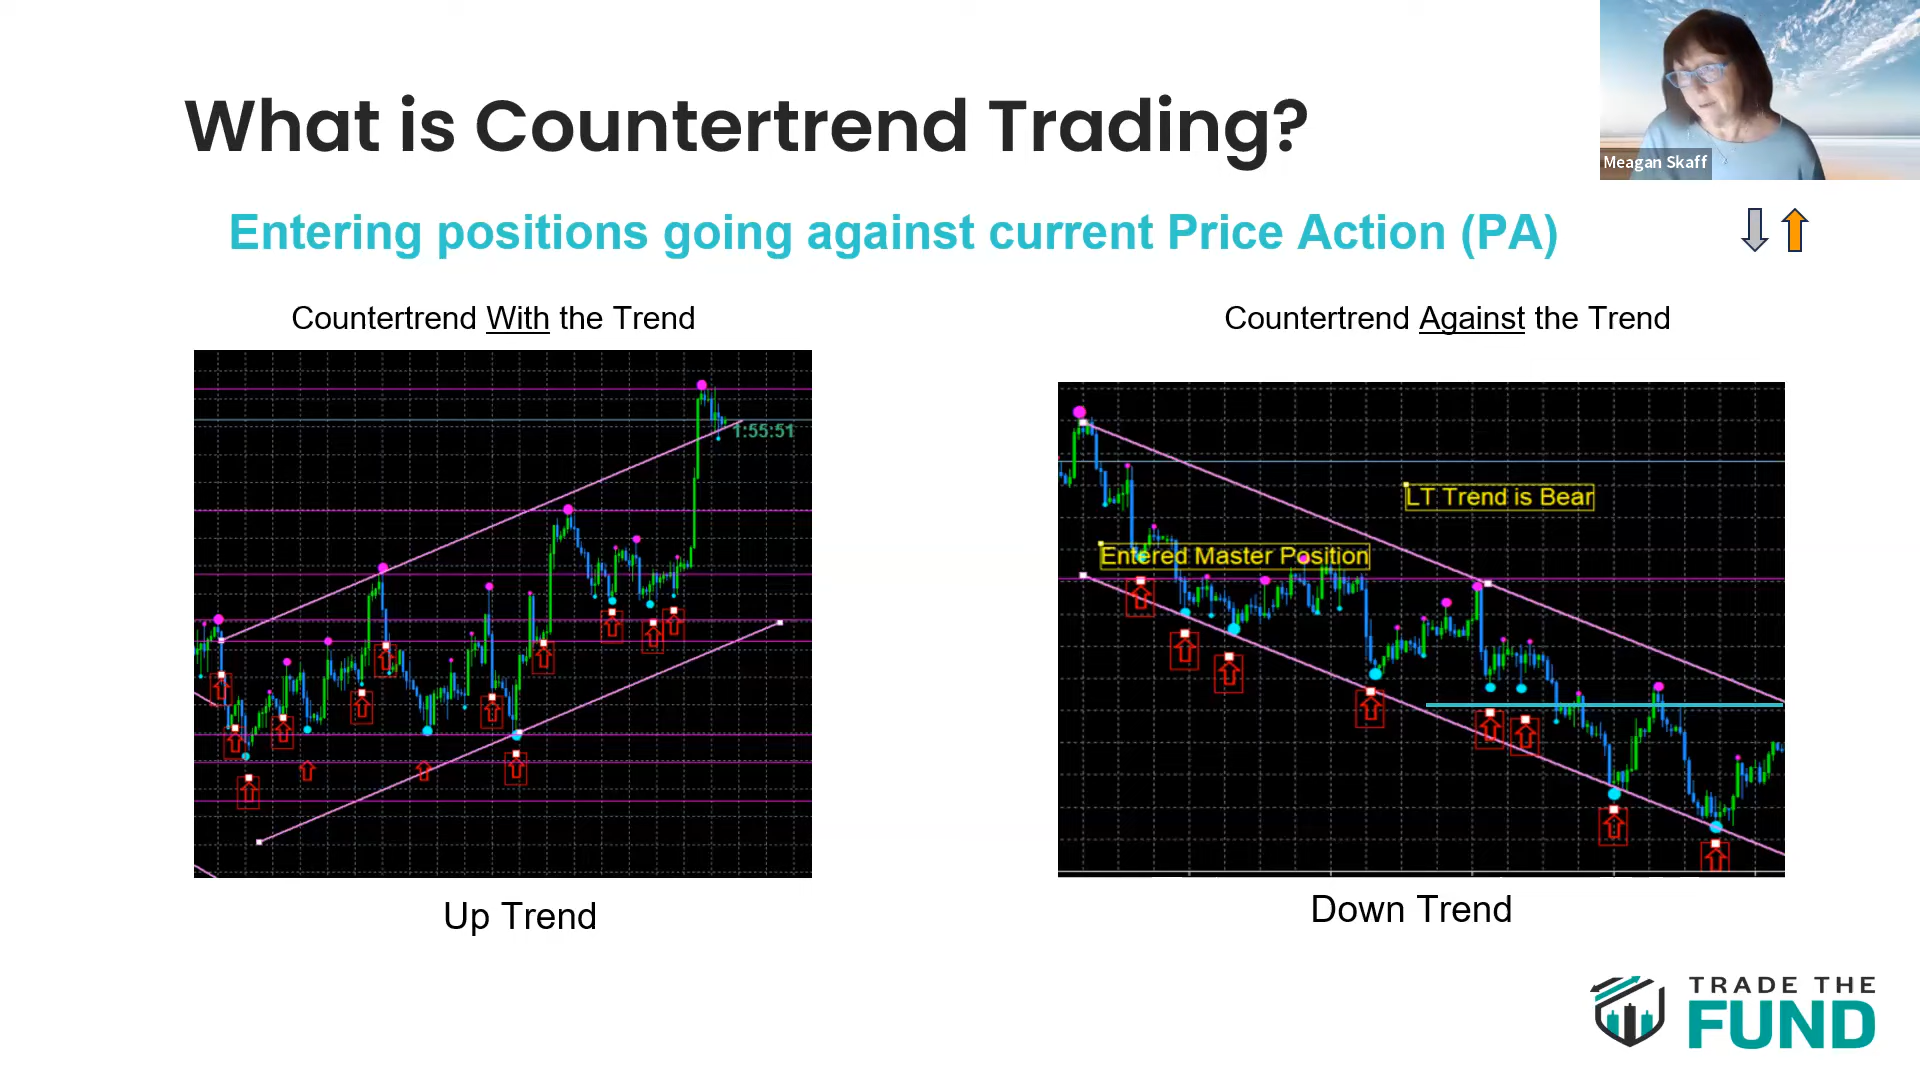 What is Countertrend Trading?
Meagan Skaff
Entering positions going against current Price Action (PA)
Countertrend With the Trend
Countertrend Against the Trend
1:55:51
LT Trend is Bear
Entered Master Position
Up Trend
Down Trend
TRADE THE
FUND